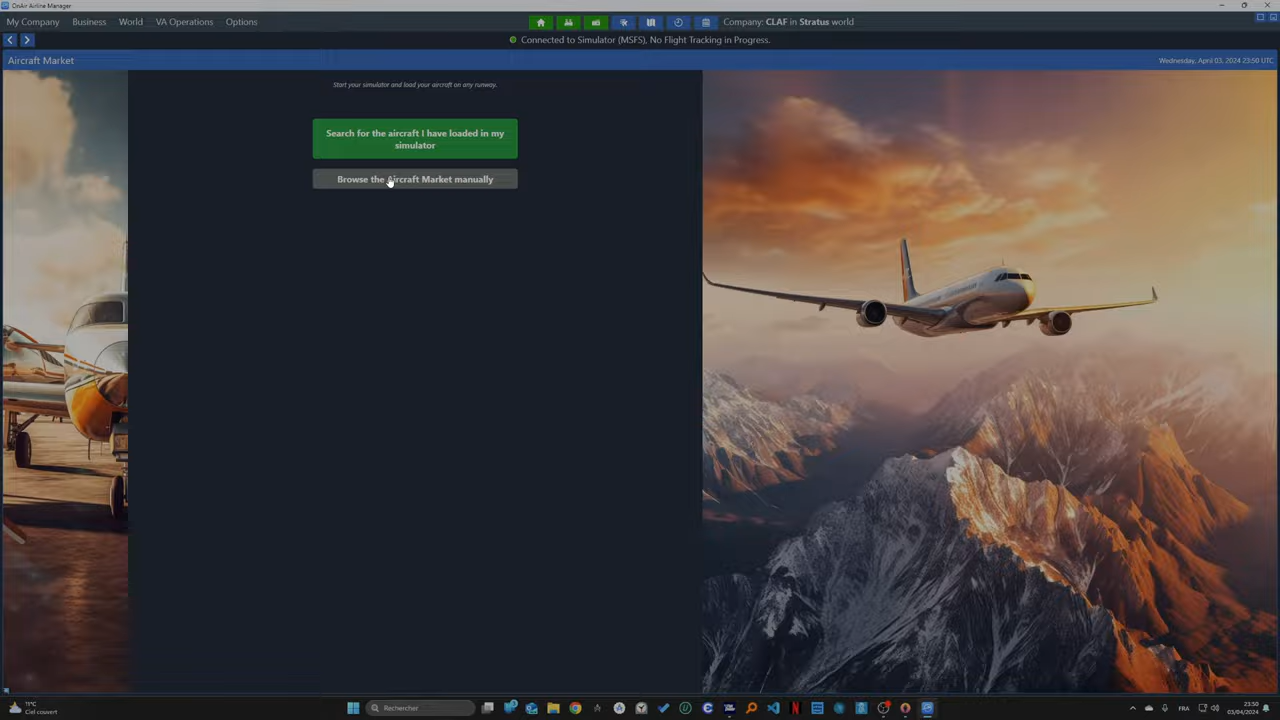 OnAir Airline Manager
My Company Business World VA Operations Options Company: CLAF in Stratus world
Connected to Simulator (MSFS), No Flight Tracking in Progress.
Aircraft Market Wednesday, April 03, 2024 23:50 UTC
Start your simulator and load your aircraft on any runway.
Search for the aircraft I have loaded in my
simulator
Browse the Aircraft Market manually
11°C
Ciel couvert
Rechercher
FRA
23:50
03/04/2024